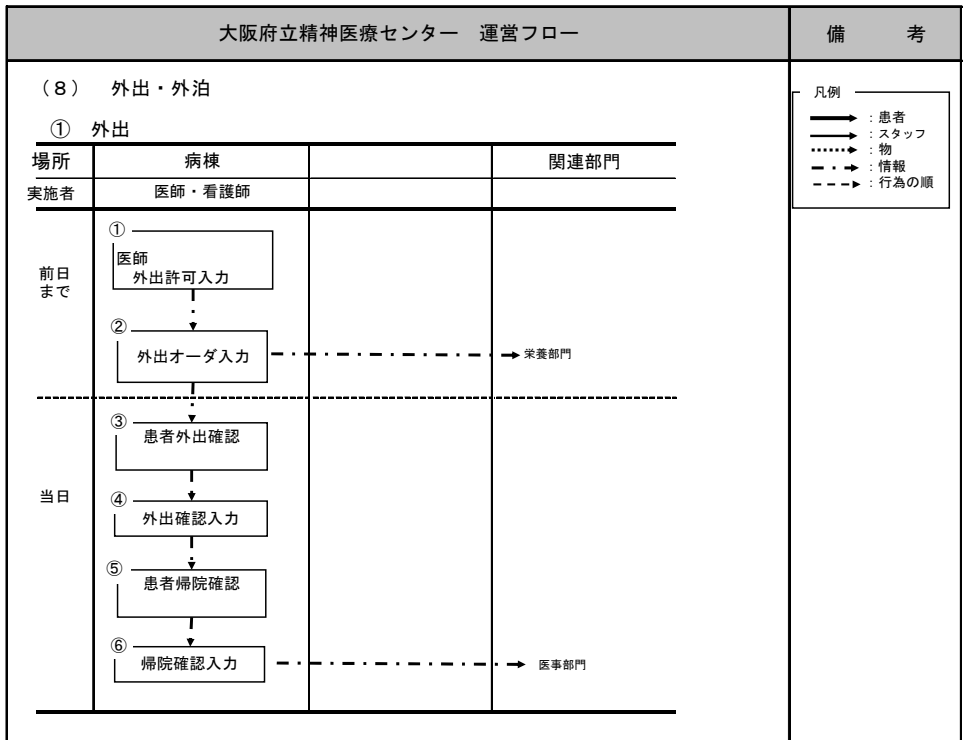 大阪府立精神医療センター 運営フロー
備 考
(8) 外出・外泊
凡例
:患者
:スタッフ
:物
:情報
:行為の順
① 外出
場所 病棟 関連部門
実施者 医師・看護師
前日
まで
①
医師
外出許可入力
②
外出オーダ入力 栄養部門
当日
③
患者外出確認
④
外出確認入力
⑤
患者帰院確認
⑥
帰院確認入力 医事部門